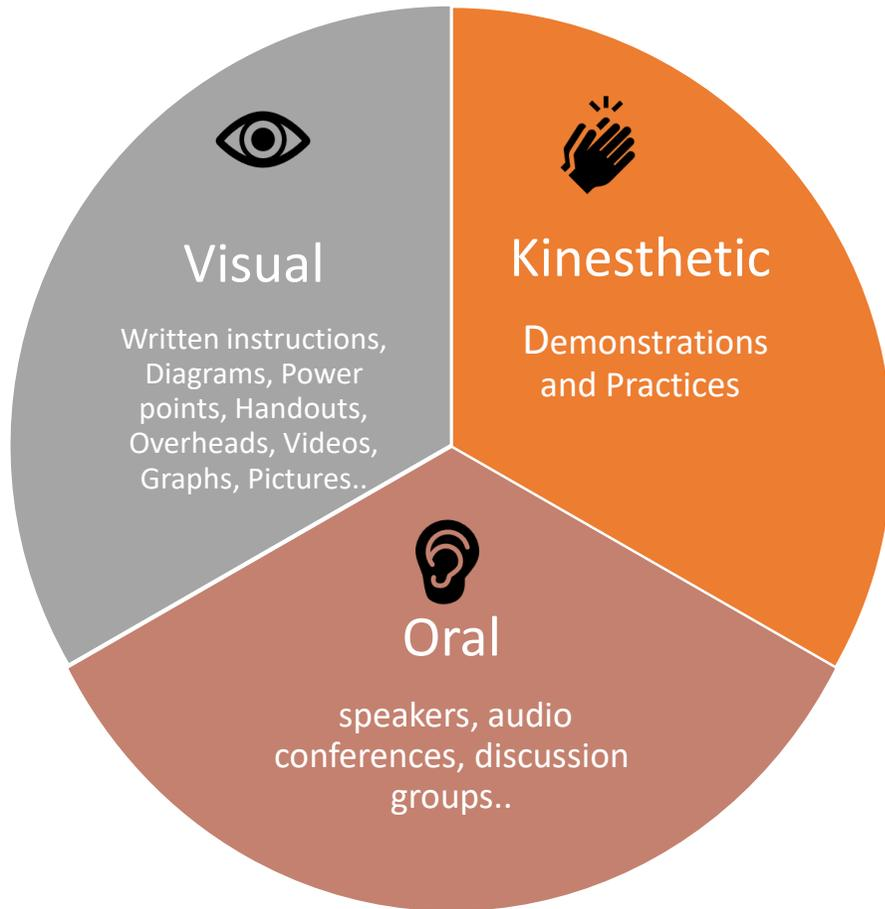 Visual
Written instructions,
Diagrams, Power
points, Handouts,
Overheads, Videos,
Graphs, Pictures..
Kinesthetic
Demonstrations
and Practices
Oral
speakers, audio
conferences, discussion
groups..